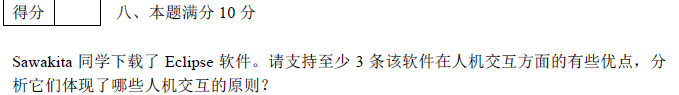 得分 八、本题满分 10 分
Sawakita 同学下载了 Eclipse 软件。请支持至少 3 条该软件在人机交互方面的有些优点，分
析它们体现了哪些人机交互的原则？